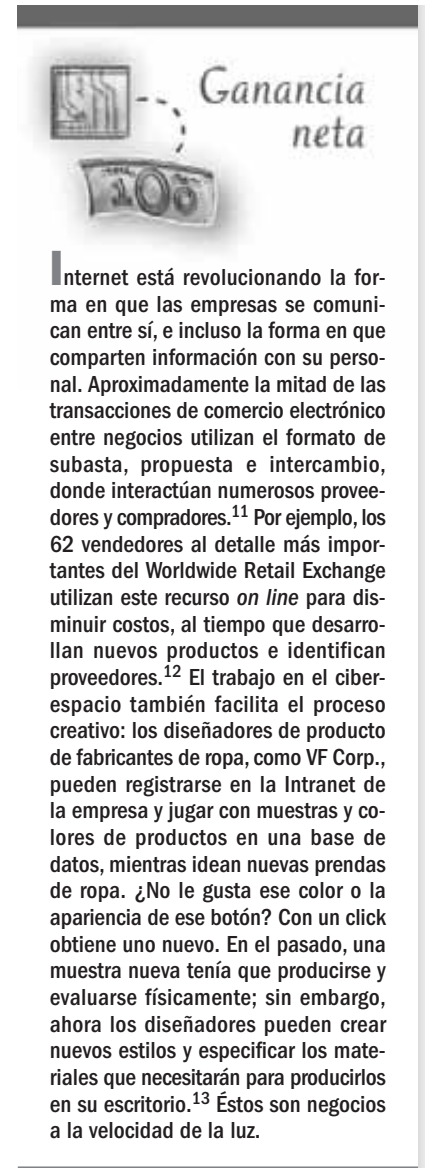 Ganancia
neta
100
Internet está revolucionando la for-
ma en que las empresas se comuni-
can entre sí, e incluso la forma en que
comparten información con su perso-
nal. Aproximadamente la mitad de las
transacciones de comercio electrónico
entre negocios utilizan el formato de
subasta, propuesta e intercambio,
donde interactúan numerosos provee-
dores y compradores.11 Por ejemplo, los
62 vendedores al detalle más impor-
tantes del Worldwide Retail Exchange
utilizan este recurso on line para dis-
minuir costos, al tiempo que desarro-
llan nuevos productos e identifican
proveedores.12 El trabajo en el ciber-
espacio también facilita el proceso
creativo: los diseñadores de producto
de fabricantes de ropa, como VF Corp.,
pueden registrarse en la Intranet de
la empresa y jugar con muestras y co-
lores de productos en una base de
datos, mientras idean nuevas prendas
de ropa. ¿No le gusta ese color o la
apariencia de ese botón? Con un click
obtiene uno nuevo. En el pasado, una
muestra nueva tenía que producirse y
evaluarse físicamente; sin embargo,
ahora los diseñadores pueden crear
nuevos estilos y especificar los mate-
riales que necesitarán para producirlos
en su escritorio.13 Éstos son negocios
a la velocidad de la luz.